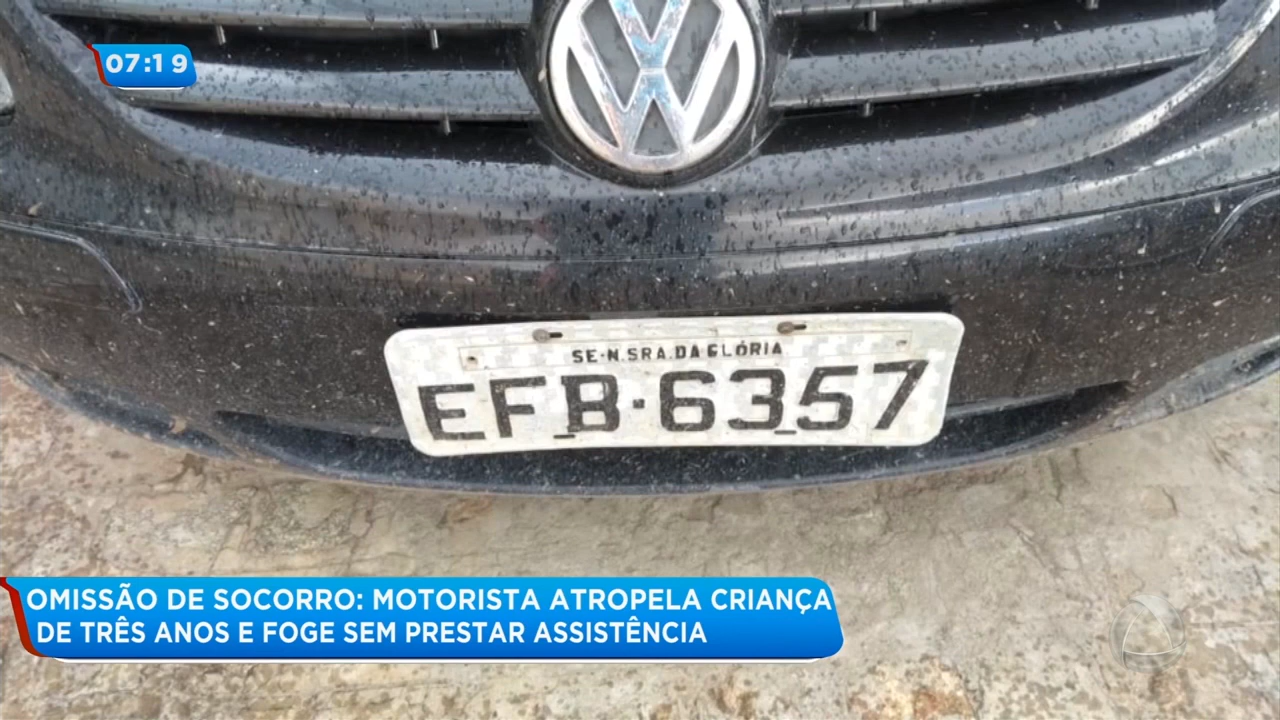 07:19
SE-N.SRA.DA GLÓRIA
EFB·6357
OMISSÃO DE SOCORRO: MOTORISTA ATROPELA CRIANÇA
DE TRÊS ANOS E FOGE SEM PRESTAR ASSISTÊNCIA